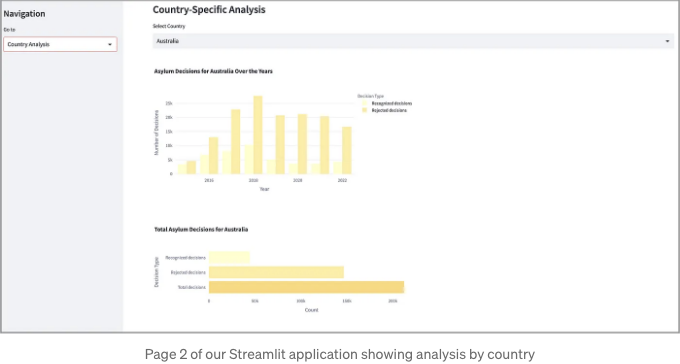 Navigation
Go to
Country Analysis
Country-Specific Analysis
Select Country
Australia
Asylum Decisions for Australia Over the Years
Number of Decisions
25k
20k
15k
10k
5k
0
2016
2018
2020
2022
Year
Decision Type
Recognized decisions
Rejected decisions
Total Asylum Decisions for Australia
Decision Type
Recognized decisions
Rejected decisions
Total decisions
0
50k
100k
150k
200k
Count
Page 2 of our Streamlit application showing analysis by country